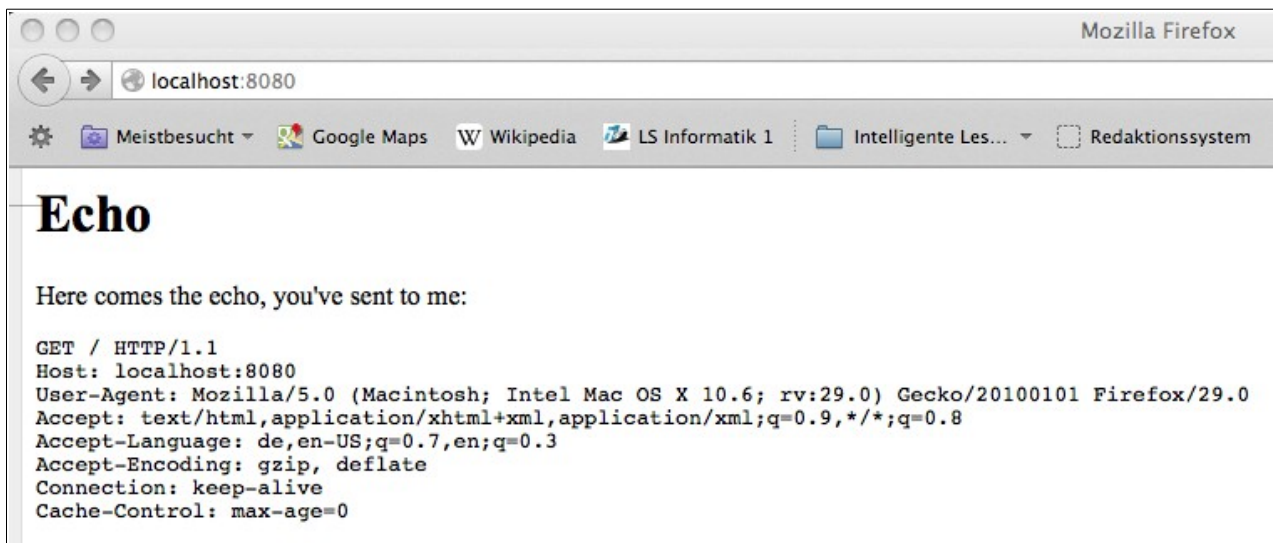 Mozilla Firefox
localhost:8080
Meistbesucht Google Maps W Wikipedia LS Informatik 1 Intelligente Les... Redaktionssystem
Echo
Here comes the echo, you've sent to me:
GET / HTTP/1.1
Host: localhost:8080
User-Agent: Mozilla/5.0 (Macintosh; Intel Mac OS X 10.6; rv:29.0) Gecko/20100101 Firefox/29.0
Accept: text/html,application/xhtml+xml,application/xml;q=0.9,*/*;q=0.8
Accept-Language: de,en-US;q=0.7,en;q=0.3
Accept-Encoding: gzip, deflate
Connection: keep-alive
Cache-Control: max-age=0